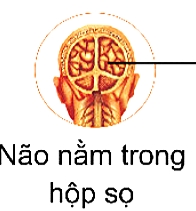 Não nằm trong
hộp sọ